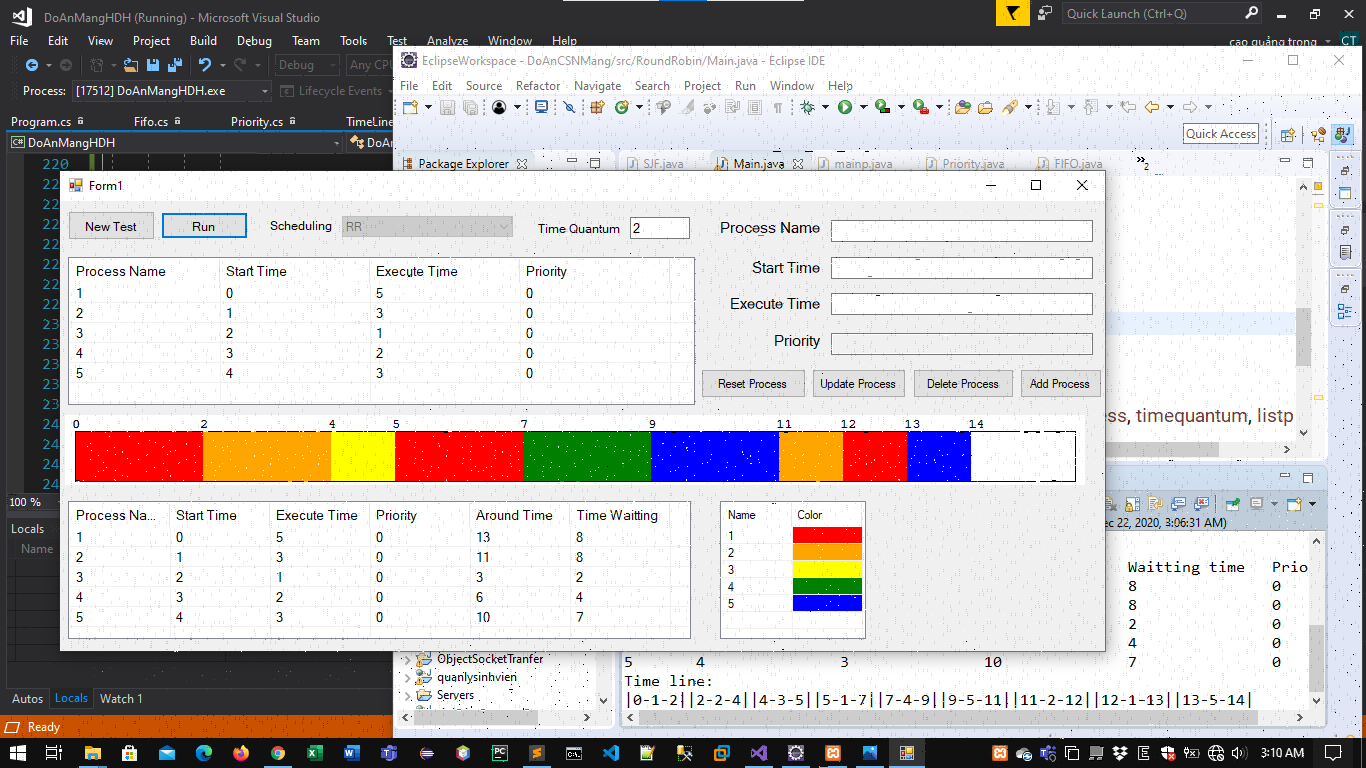 DoAnMangHDH (Running) - Microsoft Visual Studio
Quick Launch (Ctrl+Q)
File Edit View Project Build Debug Team Tools Test Analyze Window Help
cao quảng trọng CT
Debug Any CPU
Process: [17512] DoAnMangHDH.exe Lifecycle Events
Program.cs Fifo.cs Priority.cs TimeLine
C# DoAnMangHDH DoAn
220
EclipseWorkspace - DoAnCSNMang/src/RoundRobin/Main.java - Eclipse IDE
File Edit Source Refactor Navigate Search Project Run Window Help
Quick Access
Package Explorer SJF.java Main.java mainp.java Priority.java FIFO.java »2
Form1
New Test Run Scheduling RR Time Quantum 2
Process Name
Start Time
Execute Time
Priority
Reset Process Update Process Delete Process Add Process
Process Name Start Time Execute Time Priority
1 0 5 0
2 1 3 0
3 2 1 0
4 3 2 0
5 4 3 0
0 2 4 5 7 9 11 12 13 14
Process Na... Start Time Execute Time Priority Around Time Time Waitting
1 0 5 0 13 8
2 1 3 0 11 8
3 2 1 0 3 2
4 3 2 0 6 4
5 4 3 0 10 7
Name Color
1
2
3
4
5
ess, timequantum, listp
100 %
Locals
Name
Autos Locals Watch 1
Ready
ec 22, 2020, 3:06:31 AM)
Waitting time Prio
8 0
8 0
2 0
4 0
5 4 3 10 7 0
Time line:
|0-1-2||2-2-4||4-3-5||5-1-7||7-4-9||9-5-11||11-2-12||12-1-13||13-5-14|
ObjectSocketTranfer
quanlysinhvien
Servers
3:10 AM